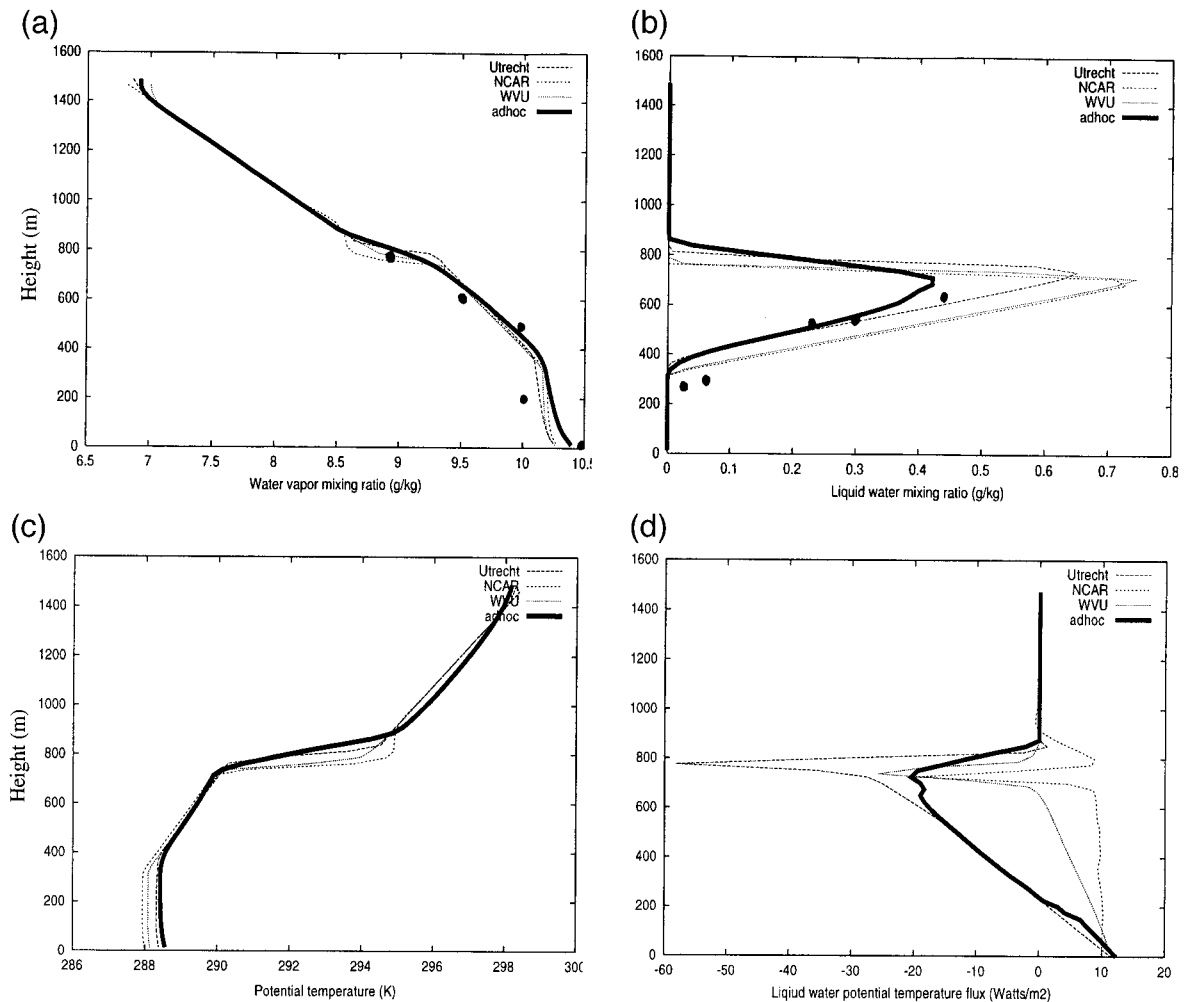 (a)
1600
1400
1200
1000
800
600
400
200
0
Height (m)
6.5 7 7.5 8 8.5 9 9.5 10 10.5
Water vapor mixing ratio (g/kg)
Utrecht
NCAR
WVU
adhoc
(b)
1600
1400
1200
1000
800
600
400
200
0
0 0.1 0.2 0.3 0.4 0.5 0.6 0.7 0.8
Liquid water mixing ratio (g/kg)
Utrecht
NCAR
WVU
adhoc
(c)
1600
1400
1200
1000
800
600
400
200
0
Height (m)
286 288 290 292 294 296 298 300
Potential temperature (K)
Utrecht
NCAR
WVU
adhoc
(d)
1600
1400
1200
1000
800
600
400
200
0
-60 -50 -40 -30 -20 -10 0 10 20
Liqiud water potential temperature flux (Watts/m2)
Utrecht
NCAR
WVU
adhoc